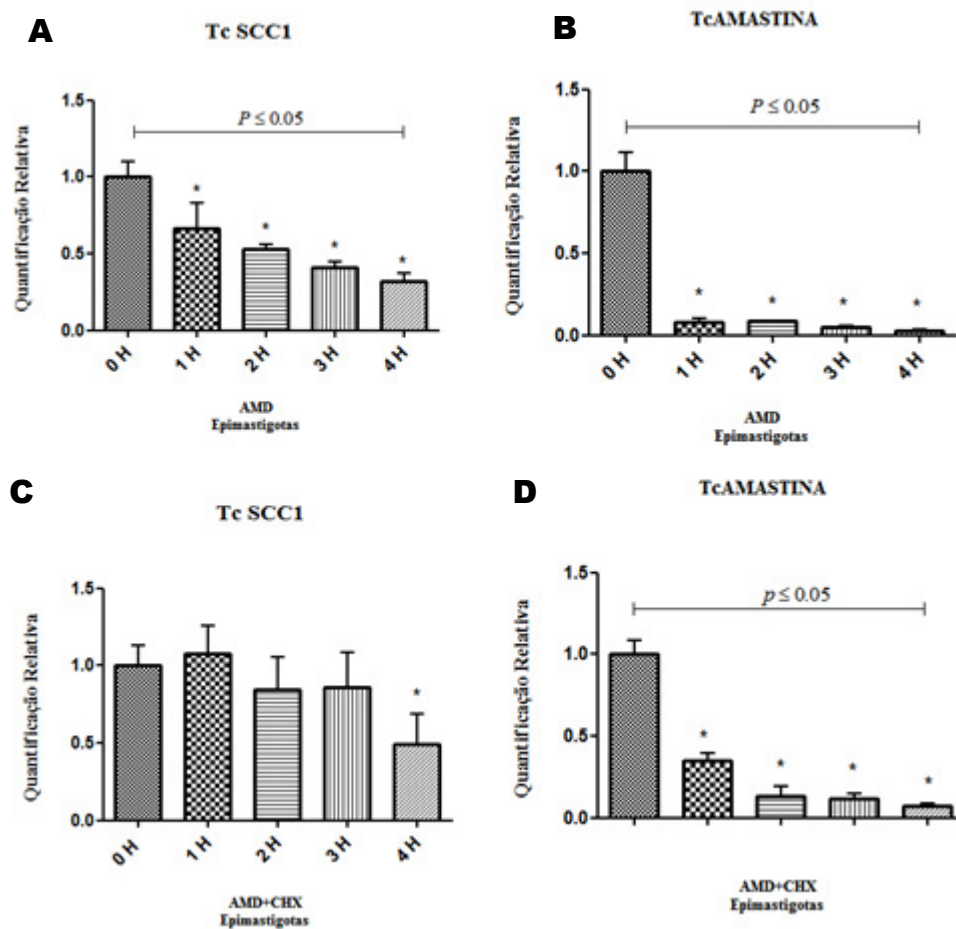 A
Tc SCC1
Quantificação Relativa
1.5
1.0
0.5
0.0
P ≤ 0.05
*
*
*
*
0 H
1 H
2 H
3 H
4 H
AMD
Epimastigotas
B
TcAMASTINA
Quantificação Relativa
1.5
1.0
0.5
0.0
P ≤ 0.05
*
*
*
*
0 H
1 H
2 H
3 H
4 H
AMD
Epimastigotas
C
Tc SCC1
Quantificação Relativa
1.5
1.0
0.5
0.0
*
0 H
1 H
2 H
3 H
4 H
AMD+CHX
Epimastigotas
D
TcAMASTINA
Quantificação Relativa
1.5
1.0
0.5
0.0
p ≤ 0.05
*
*
*
*
AMD+CHX
Epimastigotas